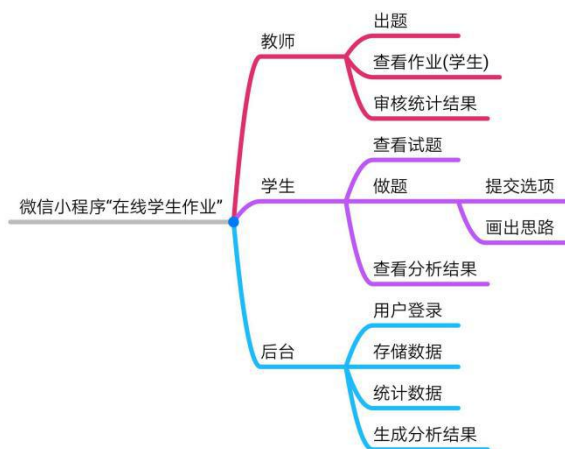 微信小程序“在线学生作业”
教师
出题
查看作业(学生)
审核统计结果
学生
查看试题
做题
提交选项
画出思路
查看分析结果
后台
用户登录
存储数据
统计数据
生成分析结果